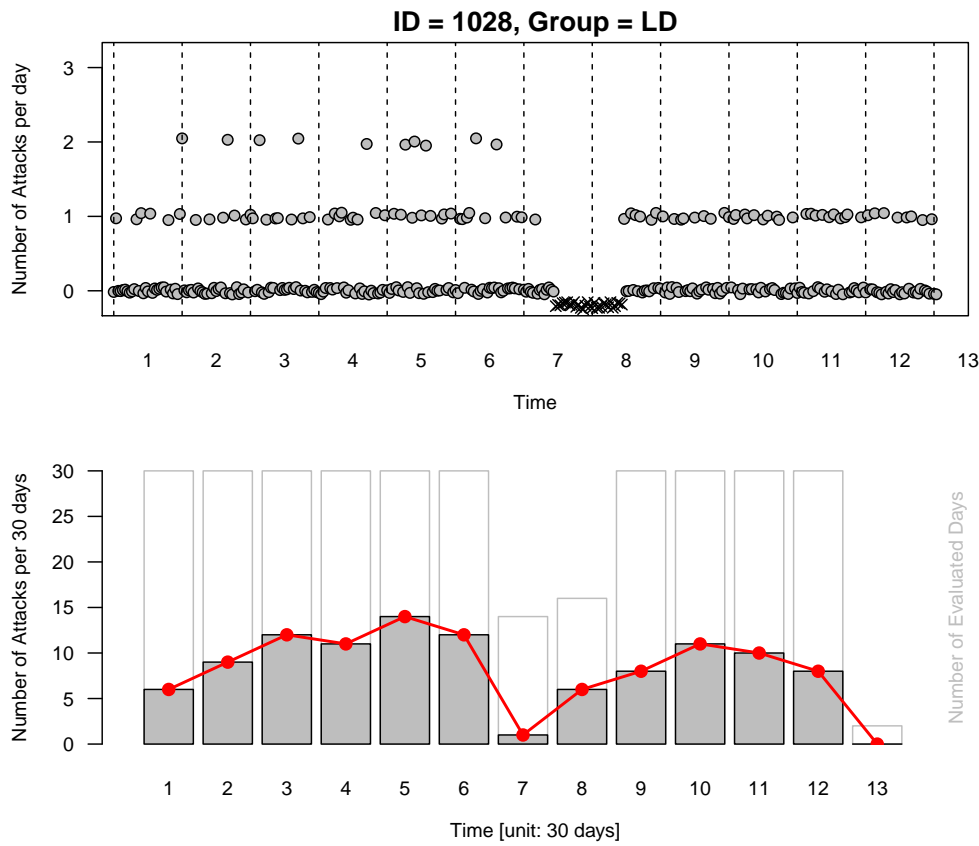 ID = 1028, Group = LD
Number of Attacks per day
3
2
1
0
1 2 3 4 5 6 7 8 9 10 11 12 13
Time
Number of Attacks per 30 days
30
25
20
15
10
5
0
Number of Evaluated Days
1 2 3 4 5 6 7 8 9 10 11 12 13
Time [unit: 30 days]